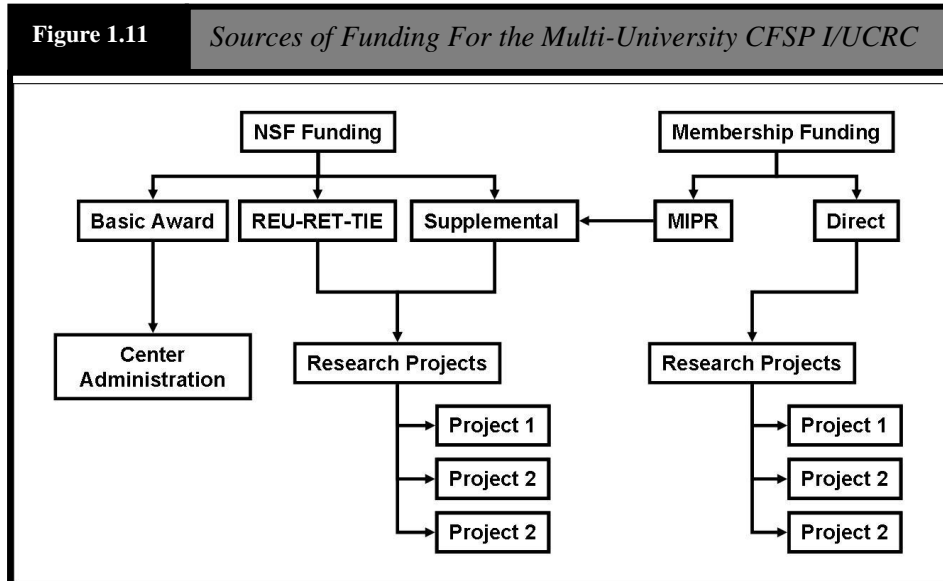 Figure 1.11
Sources of Funding For the Multi-University CFSP I/UCRC
NSF Funding
Membership Funding
Basic Award
REU-RET-TIE
Supplemental
MIPR
Direct
Center
Administration
Research Projects
Research Projects
Project 1
Project 1
Project 2
Project 2
Project 2
Project 2